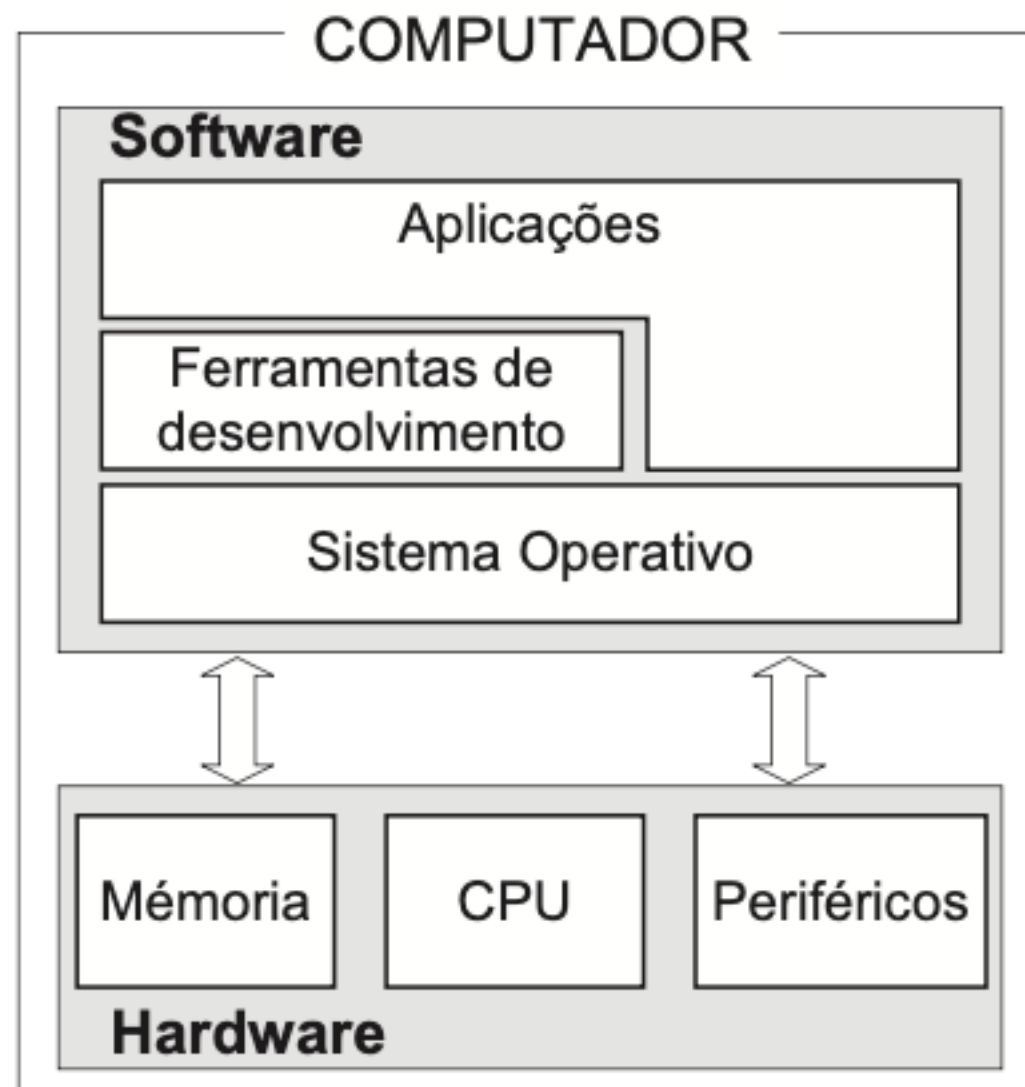 COMPUTADOR
Software
Aplicações
Ferramentas de
desenvolvimento
Sistema Operativo
Mémoria
CPU
Periféricos
Hardware